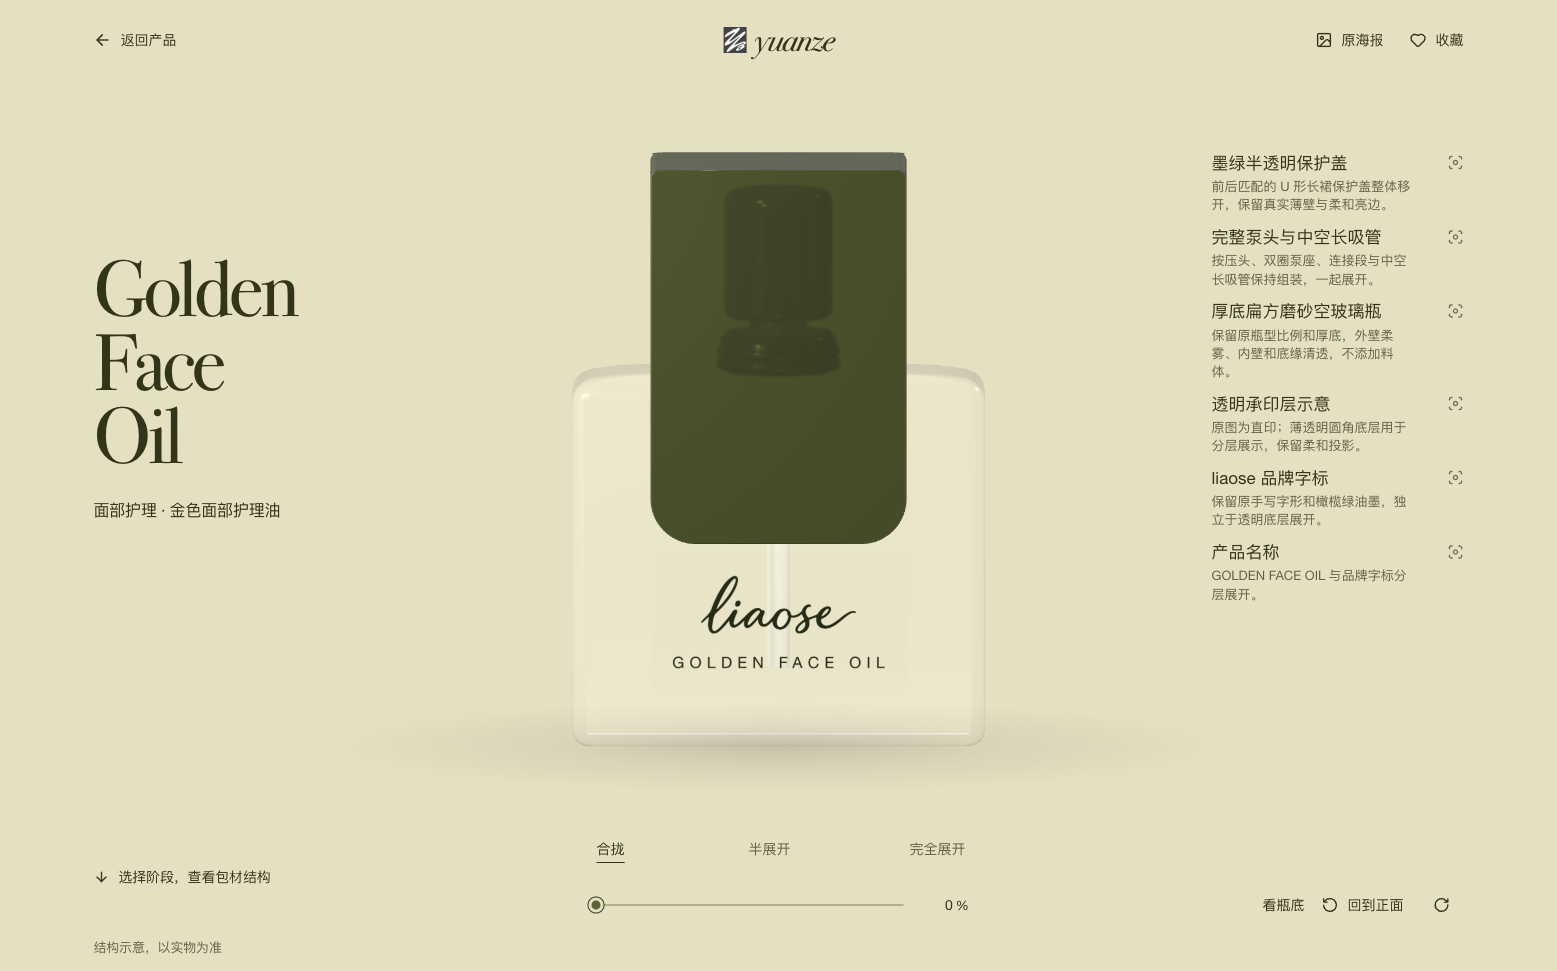 返回产品
yuanze
原海报
收藏
Golden
Face
Oil
面部护理 · 金色面部护理油
liaose
GOLDEN FACE OIL
墨绿半透明保护盖
前后匹配的 U 形长裙保护盖整体移
开，保留真实薄壁与柔和亮边。
完整泵头与中空长吸管
按压头、双圈泵座、连接段与中空
长吸管保持组装，一起展开。
厚底扁方磨砂空玻璃瓶
保留原瓶型比例和厚底，外壁柔
雾、内壁和底缘清透，不添加料
体。
透明承印层示意
原图为直印；薄透明圆角底层用于
分层展示，保留柔和投影。
liaose 品牌字标
保留原手写字形和橄榄绿油墨，独
立于透明底层展开。
产品名称
GOLDEN FACE OIL 与品牌字标分
层展开。
合拢
半展开
完全展开
选择阶段，查看包材结构
0 %
看瓶底
回到正面
结构示意，以实物为准